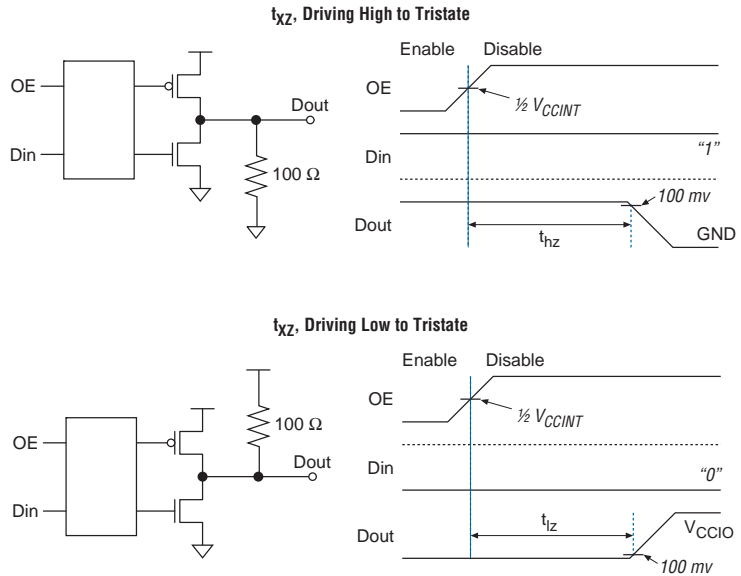 tXZ, Driving High to Tristate
Enable Disable
OE
OE
½ VCCINT
Dout
Din
"1"
Din
100 Ω
100 mv
Dout
thz
GND
tXZ, Driving Low to Tristate
Enable Disable
OE
100 Ω
½ VCCINT
OE
Dout
Din
"0"
Din
tlz
VCCIO
Dout
100 mv